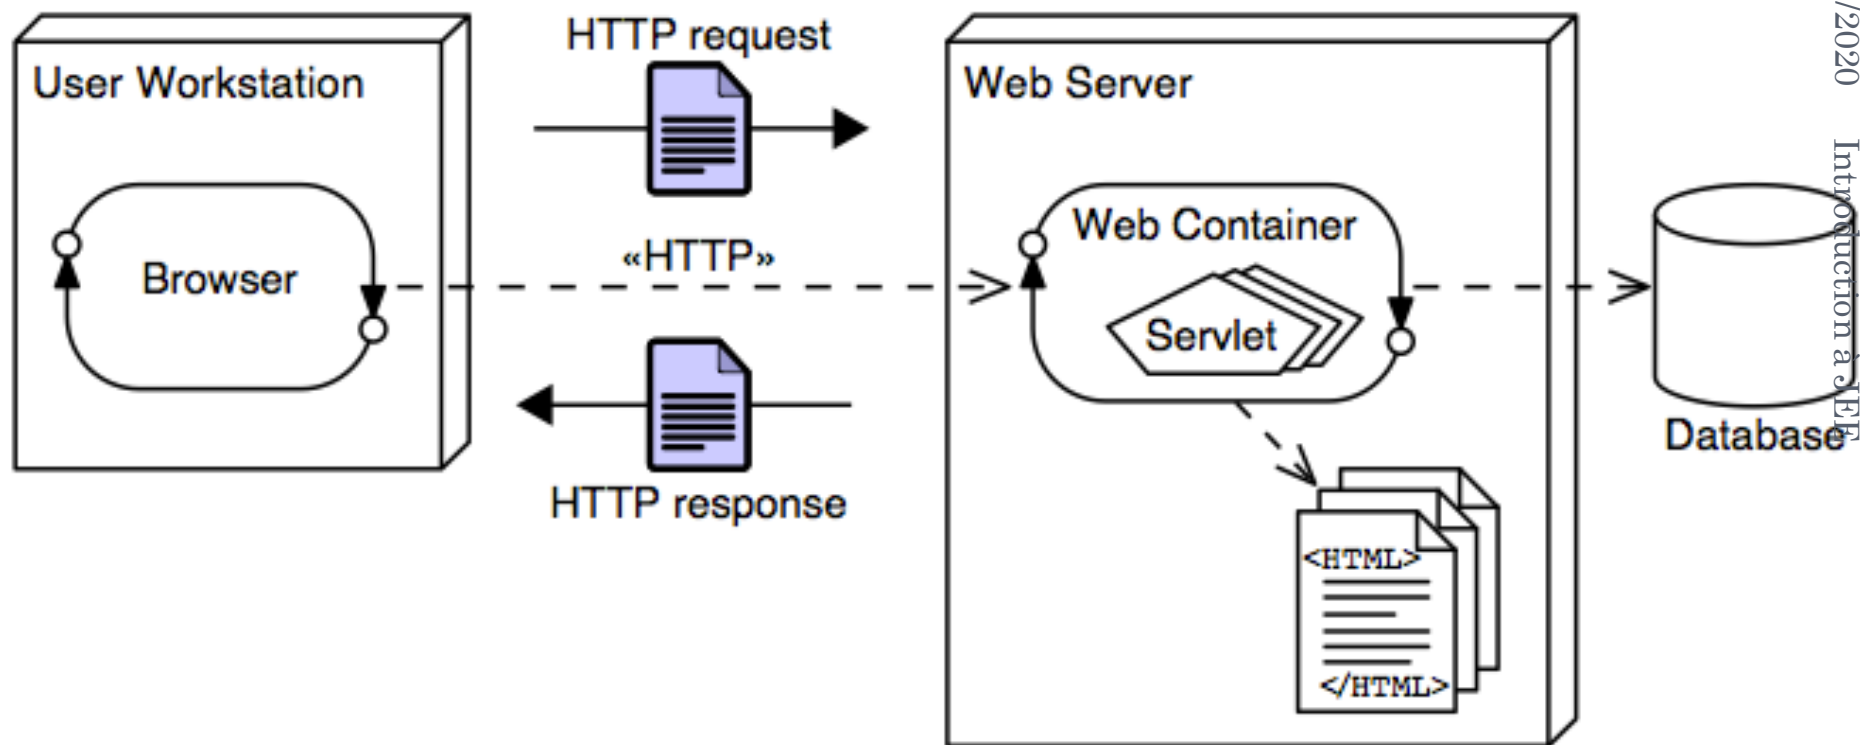 HTTP request
User Workstation
Web Server
Browser
«HTTP»
Web Container
Servlet
HTTP response
Database
<HTML>
</HTML>
/2020 Introduction à JEE